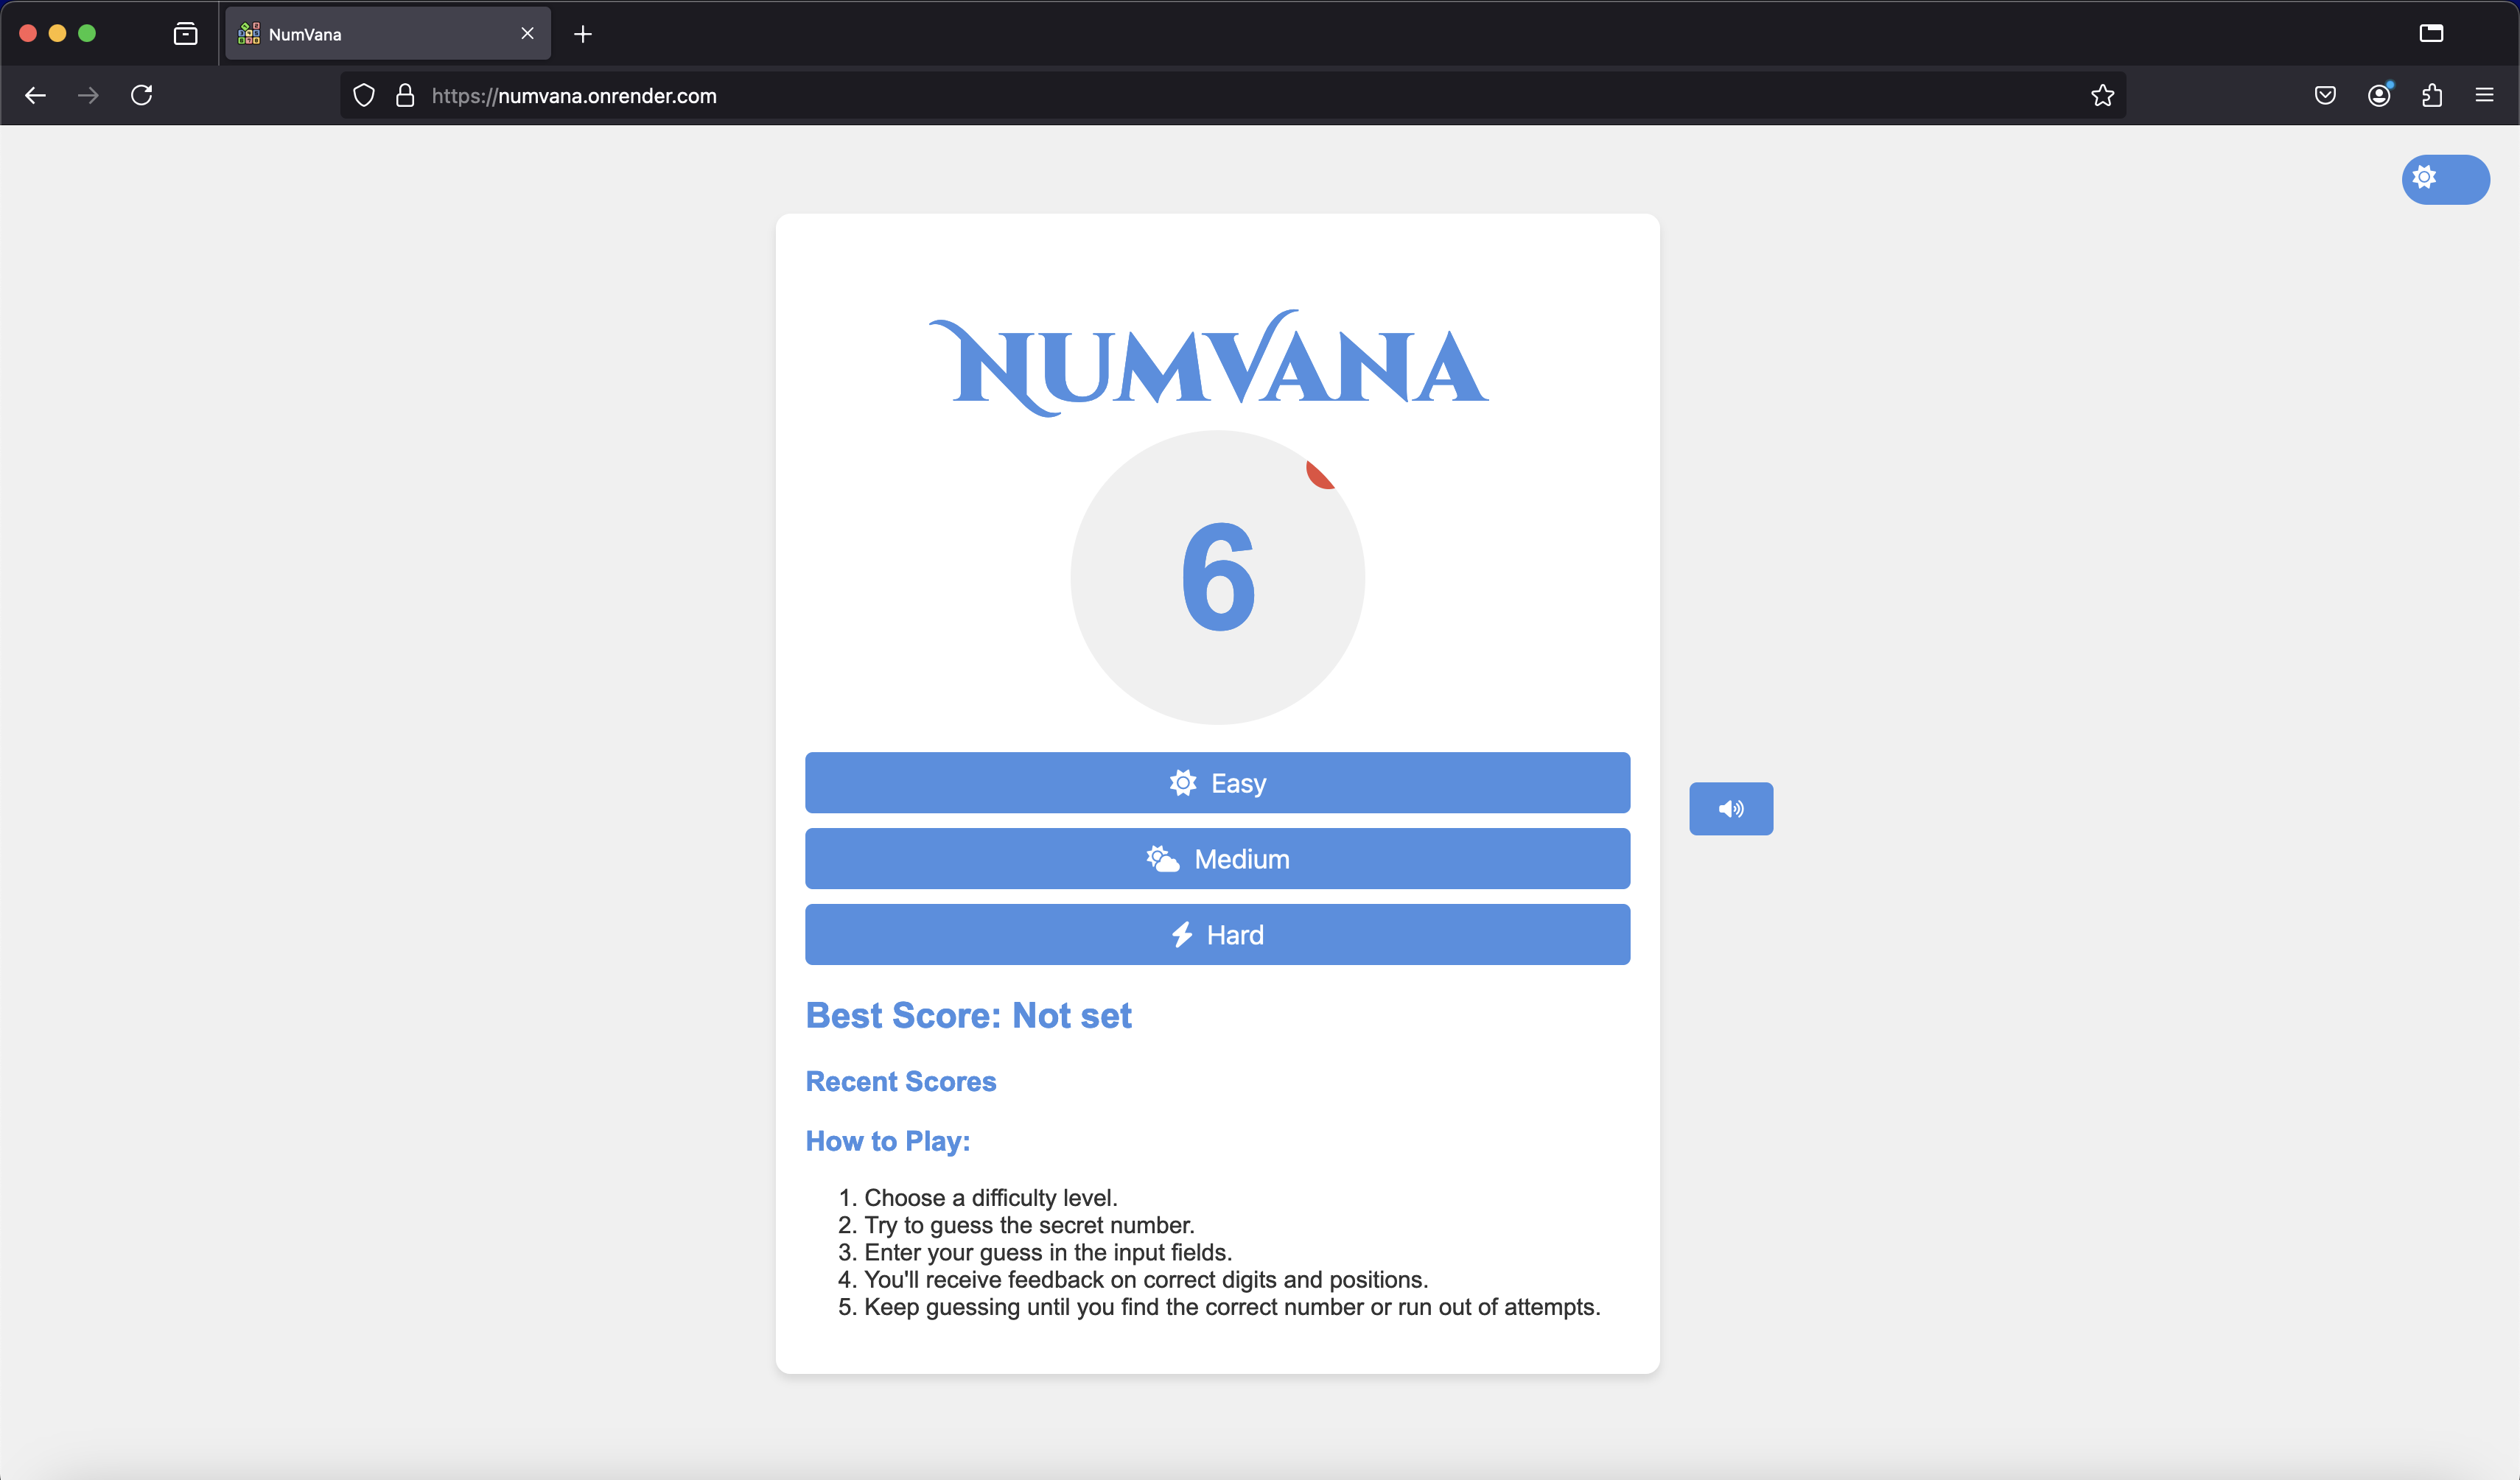 NumVana
https://numvana.onrender.com
NUMVANA
6
Easy
Medium
Hard
Best Score: Not set
Recent Scores
How to Play:
1. Choose a difficulty level.
2. Try to guess the secret number.
3. Enter your guess in the input fields.
4. You'll receive feedback on correct digits and positions.
5. Keep guessing until you find the correct number or run out of attempts.